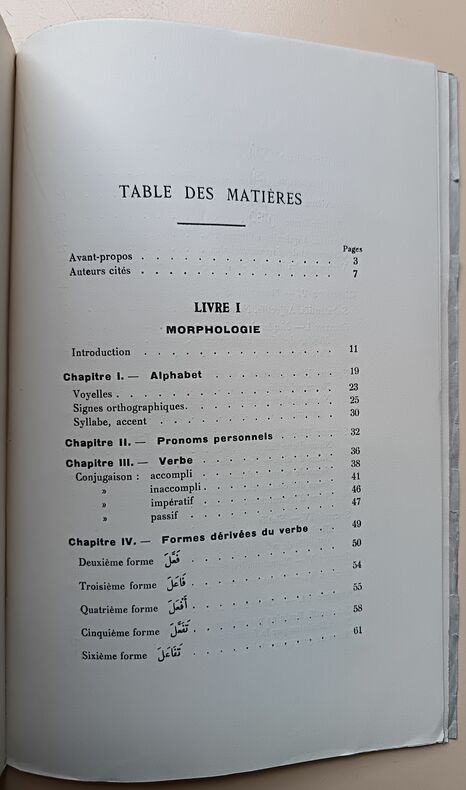 TABLE DES MATIÈRES
Pages
Avant-propos . . . . . . . . . . . . . . . 3
Auteurs cités . . . . . . . . . . . . . . . 7
LIVRE I
MORPHOLOGIE
Introduction . . . . . . . . . . . . . . . 11
Chapitre I. — Alphabet . . . . . . . . . . 19
Voyelles . . . . . . . . . . . . . . . 23
Signes orthographiques . . . . . . . . . . 25
Syllabe, accent . . . . . . . . . . . . 30
Chapitre II. — Pronoms personnels . . . . . 32
Chapitre III. — Verbe . . . . . . . . . . 36
Conjugaison : accompli . . . . . . . . . . 38
» inaccompli . . . . . . . . . . 41
» impératif . . . . . . . . . . 46
» passif . . . . . . . . . . 47
Chapitre IV. — Formes dérivées du verbe . . 49
Deuxième forme فَعَّلَ . . . . . . . . . . 50
Troisième forme فَاعَلَ . . . . . . . . . . 54
Quatrième forme أَفْعَلَ . . . . . . . . . . 55
Cinquième forme تَفَعَّلَ . . . . . . . . . . 58
Sixième forme تَفَاعَلَ . . . . . . . . . . 61